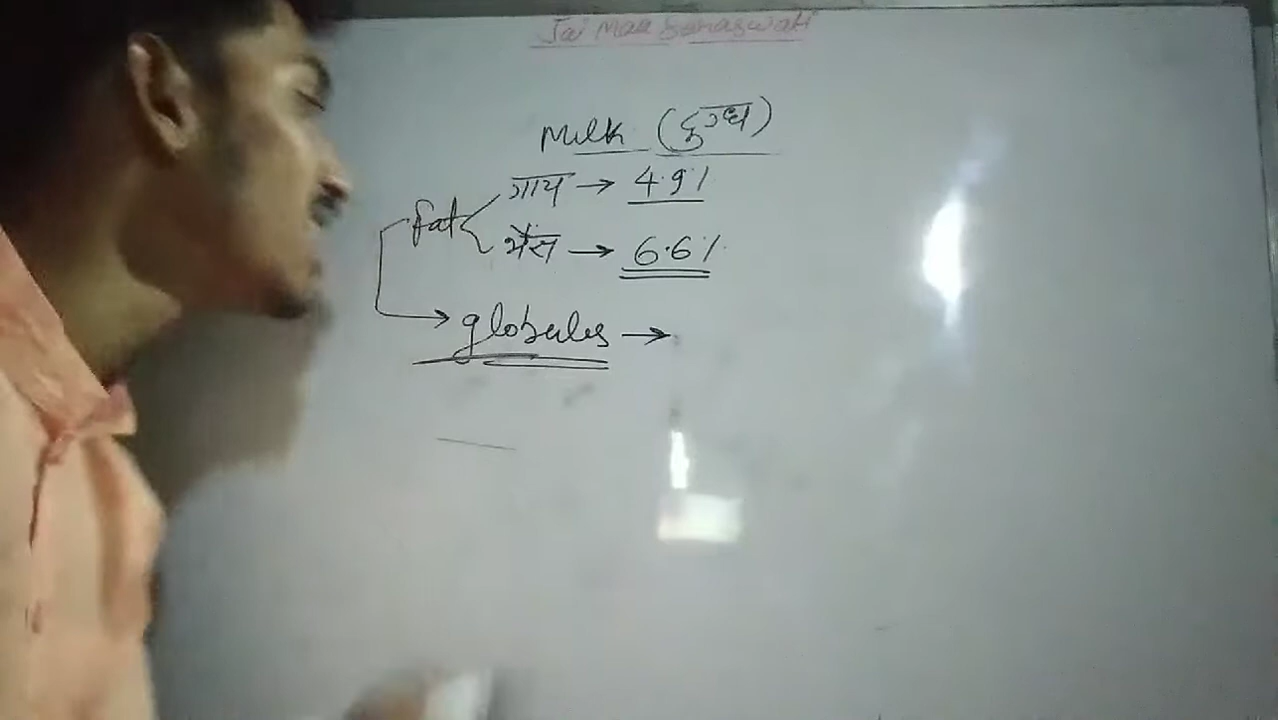 Jai Maa Saraswati
Milk (दुग्ध)
गाय → 4.9%
fat
भैंस → 6.6%
globules →